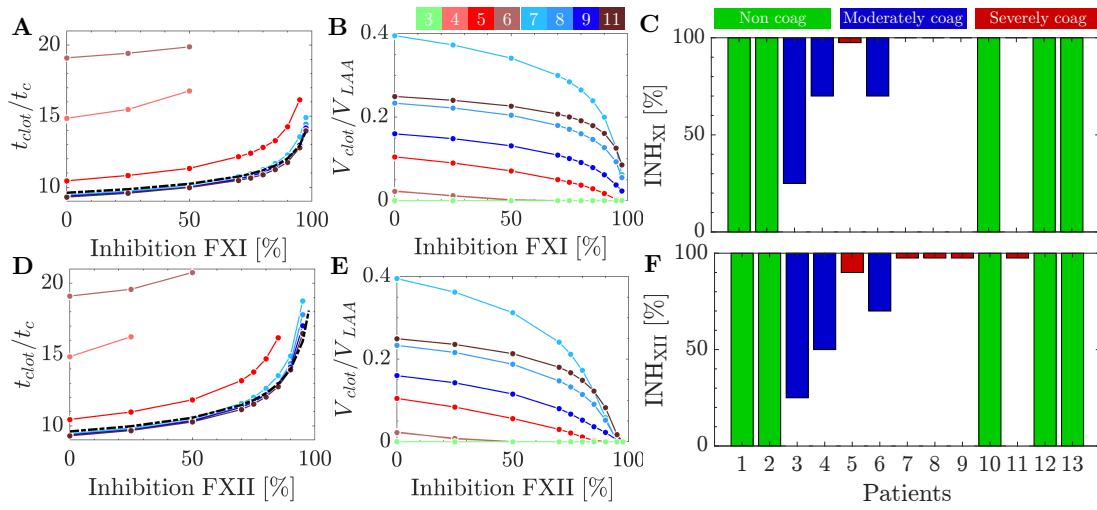 3 4 5 6 7 8 9 11
Non coag Moderately coag Severely coag
A
t_clot/t_c
20
15
10
0 50 100
Inhibition FXI [%]
B
V_clot/V_LAA
0.4
0.2
0
0 50 100
Inhibition FXI [%]
C
INH_XI [%]
100
50
0
D
t_clot/t_c
20
15
10
0 50 100
Inhibition FXII [%]
E
V_clot/V_LAA
0.4
0.2
0
0 50 100
Inhibition FXII [%]
F
INH_XII [%]
100
50
0
1 2 3 4 5 6 7 8 9 10 11 12 13
Patients